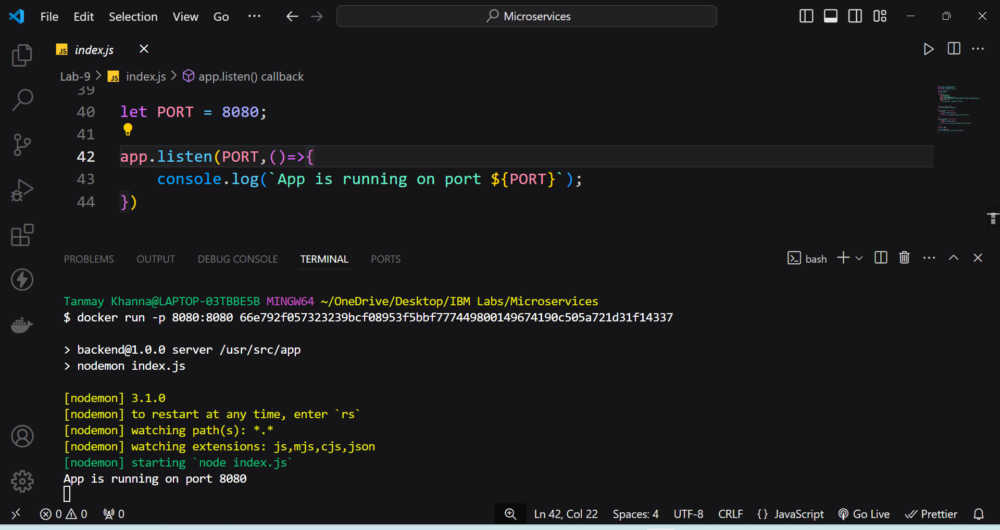 File Edit Selection View Go ··· Microservices
JS index.js
Lab-9 > JS index.js > app.listen() callback
39
40 let PORT = 8080;
41
42 app.listen(PORT,()=>{
43 console.log(`App is running on port ${PORT}`);
44 })
PROBLEMS OUTPUT DEBUG CONSOLE TERMINAL PORTS bash
Tanmay Khanna@LAPTOP-03TBBE5B MINGW64 ~/OneDrive/Desktop/IBM Labs/Microservices
$ docker run -p 8080:8080 66e792f057323239bcf08953f5bbf777449800149674190c505a721d31f14337
> backend@1.0.0 server /usr/src/app
> nodemon index.js
[nodemon] 3.1.0
[nodemon] to restart at any time, enter `rs`
[nodemon] watching path(s): *.*
[nodemon] watching extensions: js,mjs,cjs,json
[nodemon] starting `node index.js`
App is running on port 8080
0 0 0 Ln 42, Col 22 Spaces: 4 UTF-8 CRLF {} JavaScript Go Live Prettier